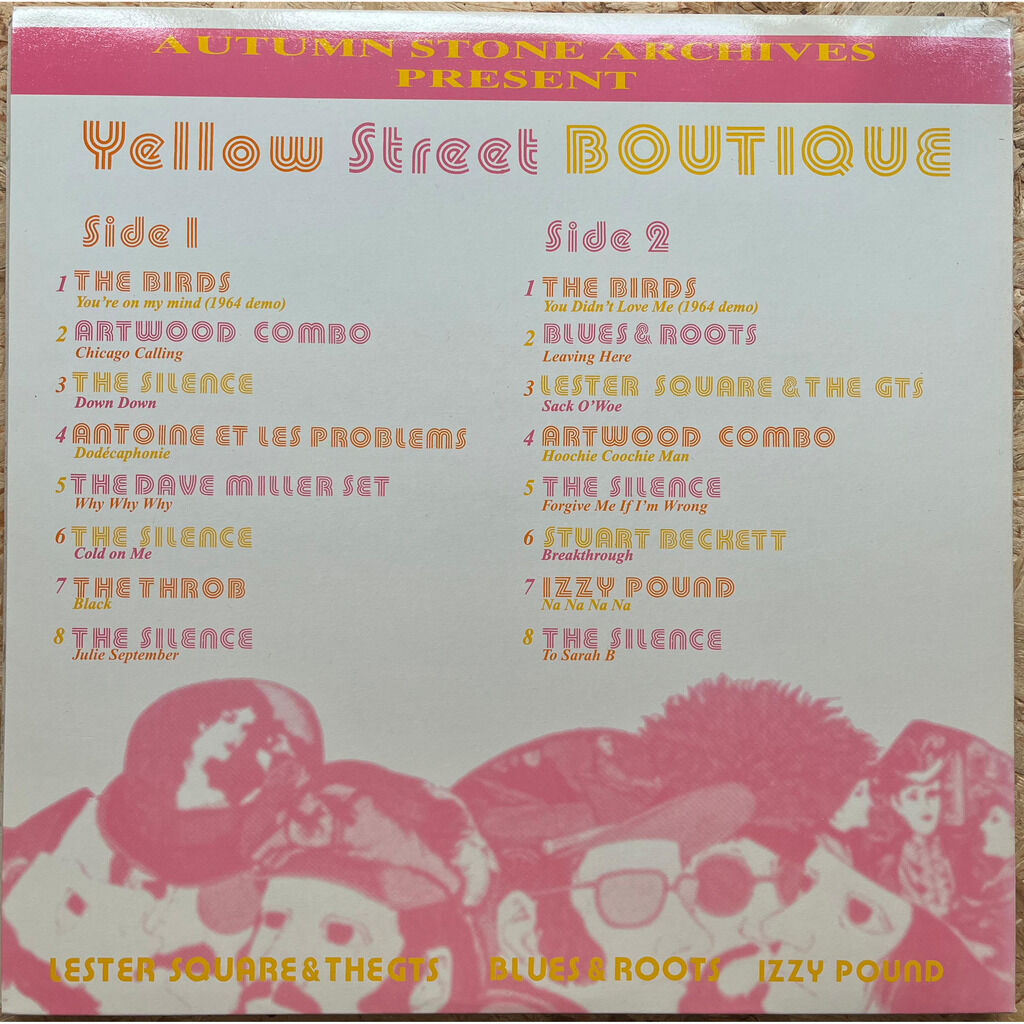 AUTUMN STONE ARCHIVES
PRESENT
Yellow Street BOUTIQUE
Side 1
1 THE BIRDS
You're on my mind (1964 demo)
2 ARTWOOD COMBO
Chicago Calling
3 THE SILENCE
Down Down
4 ANTOINE ET LES PROBLEMS
Dodécaphonie
5 THE DAVE MILLER SET
Why Why Why
6 THE SILENCE
Cold on Me
7 THE THROB
Black
8 THE SILENCE
Julie September
Side 2
1 THE BIRDS
You Didn't Love Me (1964 demo)
2 BLUES & ROOTS
Leaving Here
3 LESTER SQUARE & THE GTS
Sack O'Woe
4 ARTWOOD COMBO
Hoochie Coochie Man
5 THE SILENCE
Forgive Me If I'm Wrong
6 STUART BECKETT
Breakthrough
7 IZZY POUND
Na Na Na Na
8 THE SILENCE
To Sarah B
LESTER SQUARE & THE GTS BLUES & ROOTS IZZY POUND